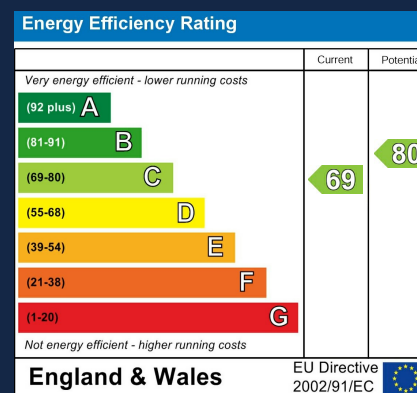 Energy Efficiency Rating
Current Potentia
Very energy efficient - lower running costs
(92 plus) A
(81-91) B
(69-80) C
(55-68) D
(39-54) E
(21-38) F
(1-20) G
69
80
Not energy efficient - higher running costs
England & Wales
EU Directive
2002/91/EC